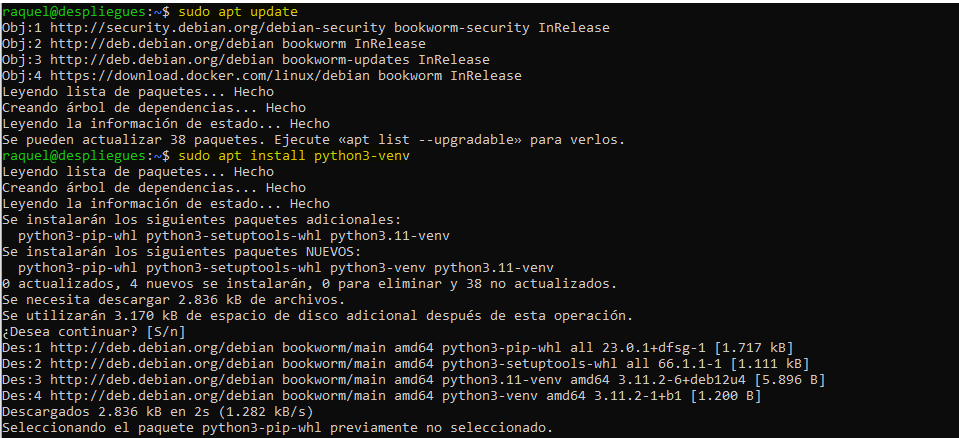 raquel@despliegues:~$ sudo apt update
Obj:1 http://security.debian.org/debian-security bookworm-security InRelease
Obj:2 http://deb.debian.org/debian bookworm InRelease
Obj:3 http://deb.debian.org/debian bookworm-updates InRelease
Obj:4 https://download.docker.com/linux/debian bookworm InRelease
Leyendo lista de paquetes... Hecho
Creando árbol de dependencias... Hecho
Leyendo la información de estado... Hecho
Se pueden actualizar 38 paquetes. Ejecute «apt list --upgradable» para verlos.
raquel@despliegues:~$ sudo apt install python3-venv
Leyendo lista de paquetes... Hecho
Creando árbol de dependencias... Hecho
Leyendo la información de estado... Hecho
Se instalarán los siguientes paquetes adicionales:
  python3-pip-whl python3-setuptools-whl python3.11-venv
Se instalarán los siguientes paquetes NUEVOS:
  python3-pip-whl python3-setuptools-whl python3-venv python3.11-venv
0 actualizados, 4 nuevos se instalarán, 0 para eliminar y 38 no actualizados.
Se necesita descargar 2.836 kB de archivos.
Se utilizarán 3.170 kB de espacio de disco adicional después de esta operación.
¿Desea continuar? [S/n]
Des:1 http://deb.debian.org/debian bookworm/main amd64 python3-pip-whl all 23.0.1+dfsg-1 [1.717 kB]
Des:2 http://deb.debian.org/debian bookworm/main amd64 python3-setuptools-whl all 66.1.1-1 [1.111 kB]
Des:3 http://deb.debian.org/debian bookworm/main amd64 python3.11-venv amd64 3.11.2-6+deb12u4 [5.896 B]
Des:4 http://deb.debian.org/debian bookworm/main amd64 python3-venv amd64 3.11.2-1+b1 [1.200 B]
Descargados 2.836 kB en 2s (1.282 kB/s)
Seleccionando el paquete python3-pip-whl previamente no seleccionado.